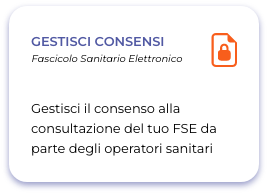 GESTISCI CONSENSI
Fascicolo Sanitario Elettronico
Gestisci il consenso alla
consultazione del tuo FSE da
parte degli operatori sanitari